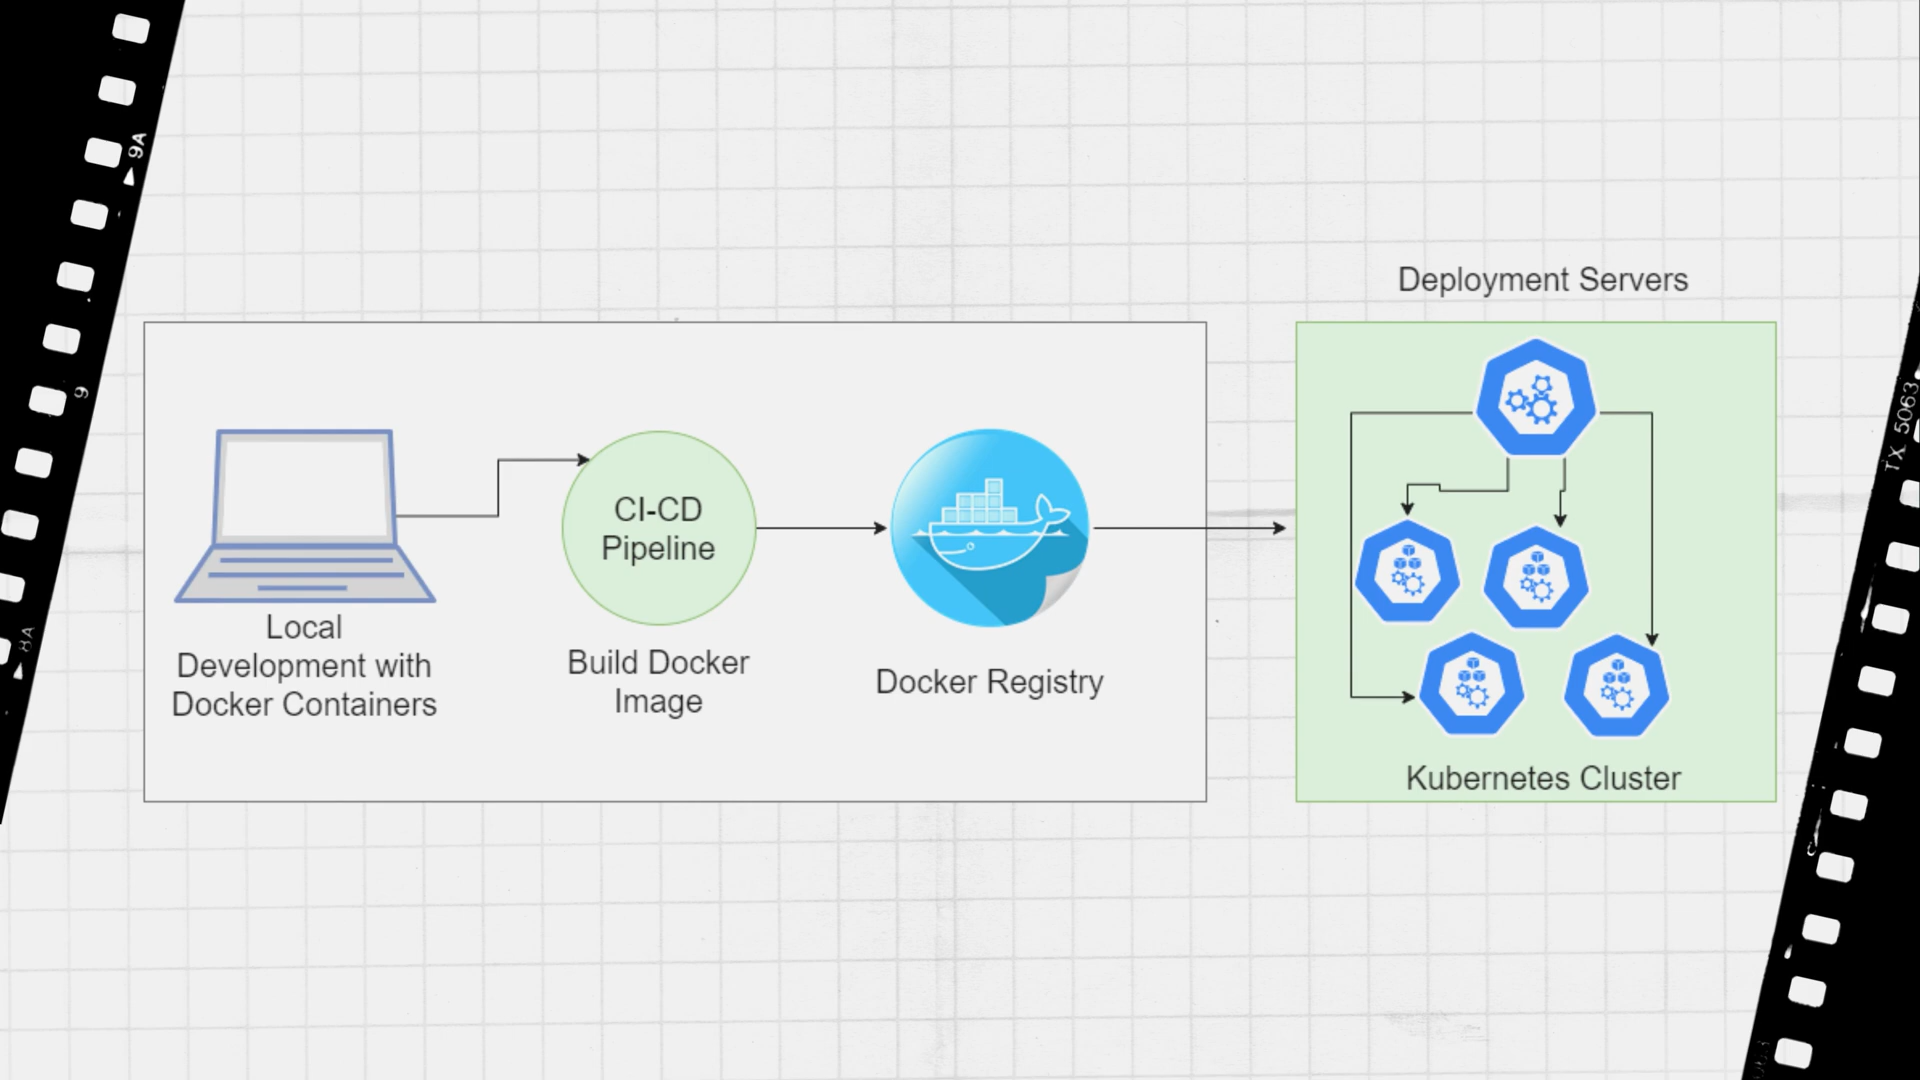 9A
9
8A
TX 5063
Deployment Servers
CI-CD
Pipeline
Local
Development with
Docker Containers
Build Docker
Image
Docker Registry
Kubernetes Cluster